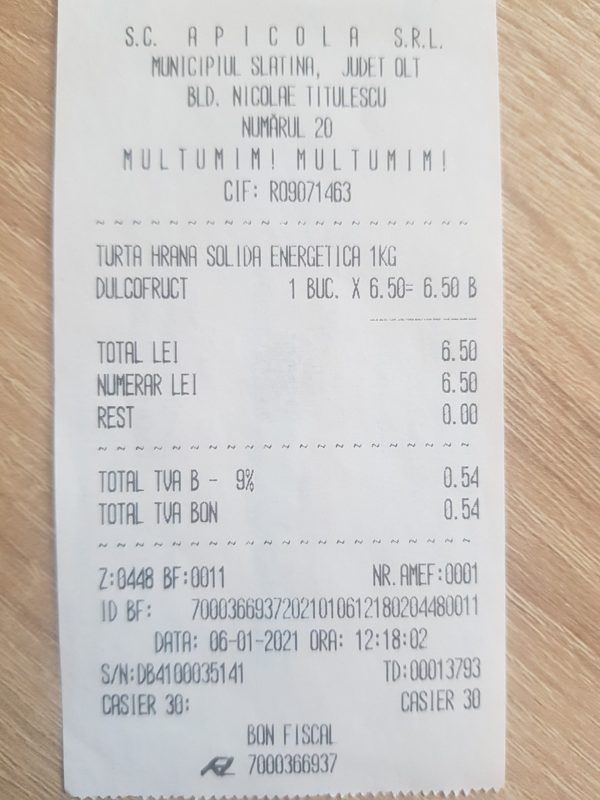 S.C. A P I C O L A S.R.L.
MUNICIPIUL SLATINA, JUDET OLT
BLD. NICOLAE TITULESCU
NUMĂRUL 20
M U L T U M I M ! M U L T U M I M !
CIF: RO9071463
~ ~ ~ ~ ~ ~ ~ ~ ~ ~ ~ ~ ~ ~ ~ ~ ~ ~ ~ ~
TURTA HRANA SOLIDA ENERGETICA 1KG
DULCOFRUCT 1 BUC. X 6.50= 6.50 B
----------
TOTAL LEI 6.50
NUMERAR LEI 6.50
REST 0.00
~ ~ ~ ~ ~ ~ ~ ~ ~ ~ ~ ~ ~ ~ ~ ~ ~ ~ ~ ~
TOTAL TVA B - 9% 0.54
TOTAL TVA BON 0.54
~ ~ ~ ~ ~ ~ ~ ~ ~ ~ ~ ~ ~ ~ ~ ~ ~ ~ ~ ~
Z:0448 BF:0011 NR.AMEF:0001
ID BF: 70003669372021010612180204480011
DATA: 06-01-2021 ORA: 12:18:02
S/N:DB4100035141 TD:00013793
CASIER 30: CASIER 30
BON FISCAL
7000366937